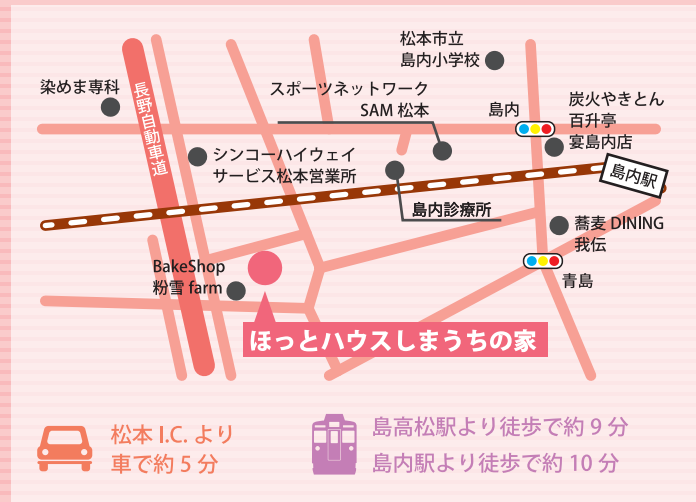 松本市立
島内小学校
スポーツネットワーク
SAM 松本
染めま専科
長野自動車道
島内
炭火やきとん
百升亭
宴島内店
シンコーハイウェイ
サービス松本営業所
島内駅
島内診療所
蕎麦 DINING
我伝
BakeShop
粉雪 farm
青島
ほっとハウスしまうちの家
松本 I.C. より
車で約 5 分
島高松駅より徒歩で約 9 分
島内駅より徒歩で約 10 分